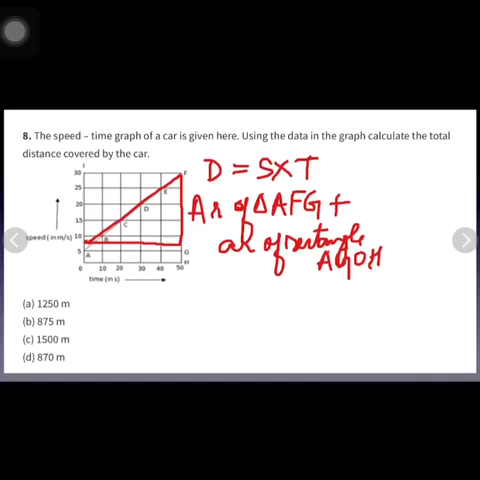 8. The speed – time graph of a car is given here. Using the data in the graph calculate the total
distance covered by the car.
D = S×T
Ar of ΔAFG +
ar of rectangle
AGOH
30
25
20
15
speed ( in m/s) 10
5
0 10 20 30 40 50
time (in s)
A
B
C
D
E
F
G
H
(a) 1250 m
(b) 875 m
(c) 1500 m
(d) 870 m